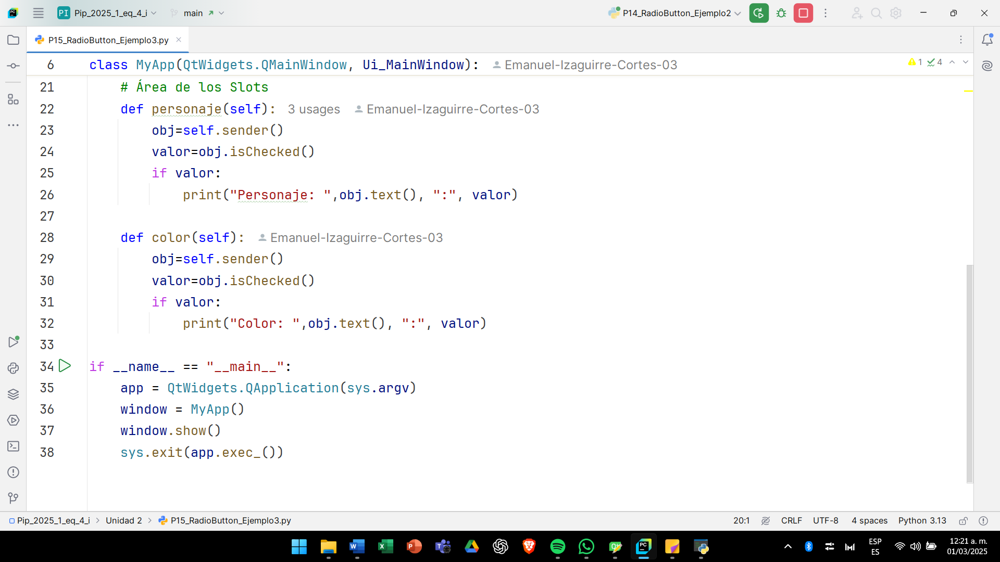 PI Pip_2025_1_eq_4_i main P14_RadioButton_Ejemplo2
P15_RadioButton_Ejemplo3.py
6 class MyApp(QtWidgets.QMainWindow, Ui_MainWindow): Emanuel-Izaguirre-Cortes-03 1 4
21 # Área de los Slots
22 def personaje(self): 3 usages Emanuel-Izaguirre-Cortes-03
23 obj=self.sender()
24 valor=obj.isChecked()
25 if valor:
26 print("Personaje: ",obj.text(), ":", valor)
27
28 def color(self): Emanuel-Izaguirre-Cortes-03
29 obj=self.sender()
30 valor=obj.isChecked()
31 if valor:
32 print("Color: ",obj.text(), ":", valor)
33
34 if __name__ == "__main__":
35 app = QtWidgets.QApplication(sys.argv)
36 window = MyApp()
37 window.show()
38 sys.exit(app.exec_())
Pip_2025_1_eq_4_i Unidad 2 P15_RadioButton_Ejemplo3.py 20:1 CRLF UTF-8 4 spaces Python 3.13
ESP
ES
12:21 a. m.
01/03/2025